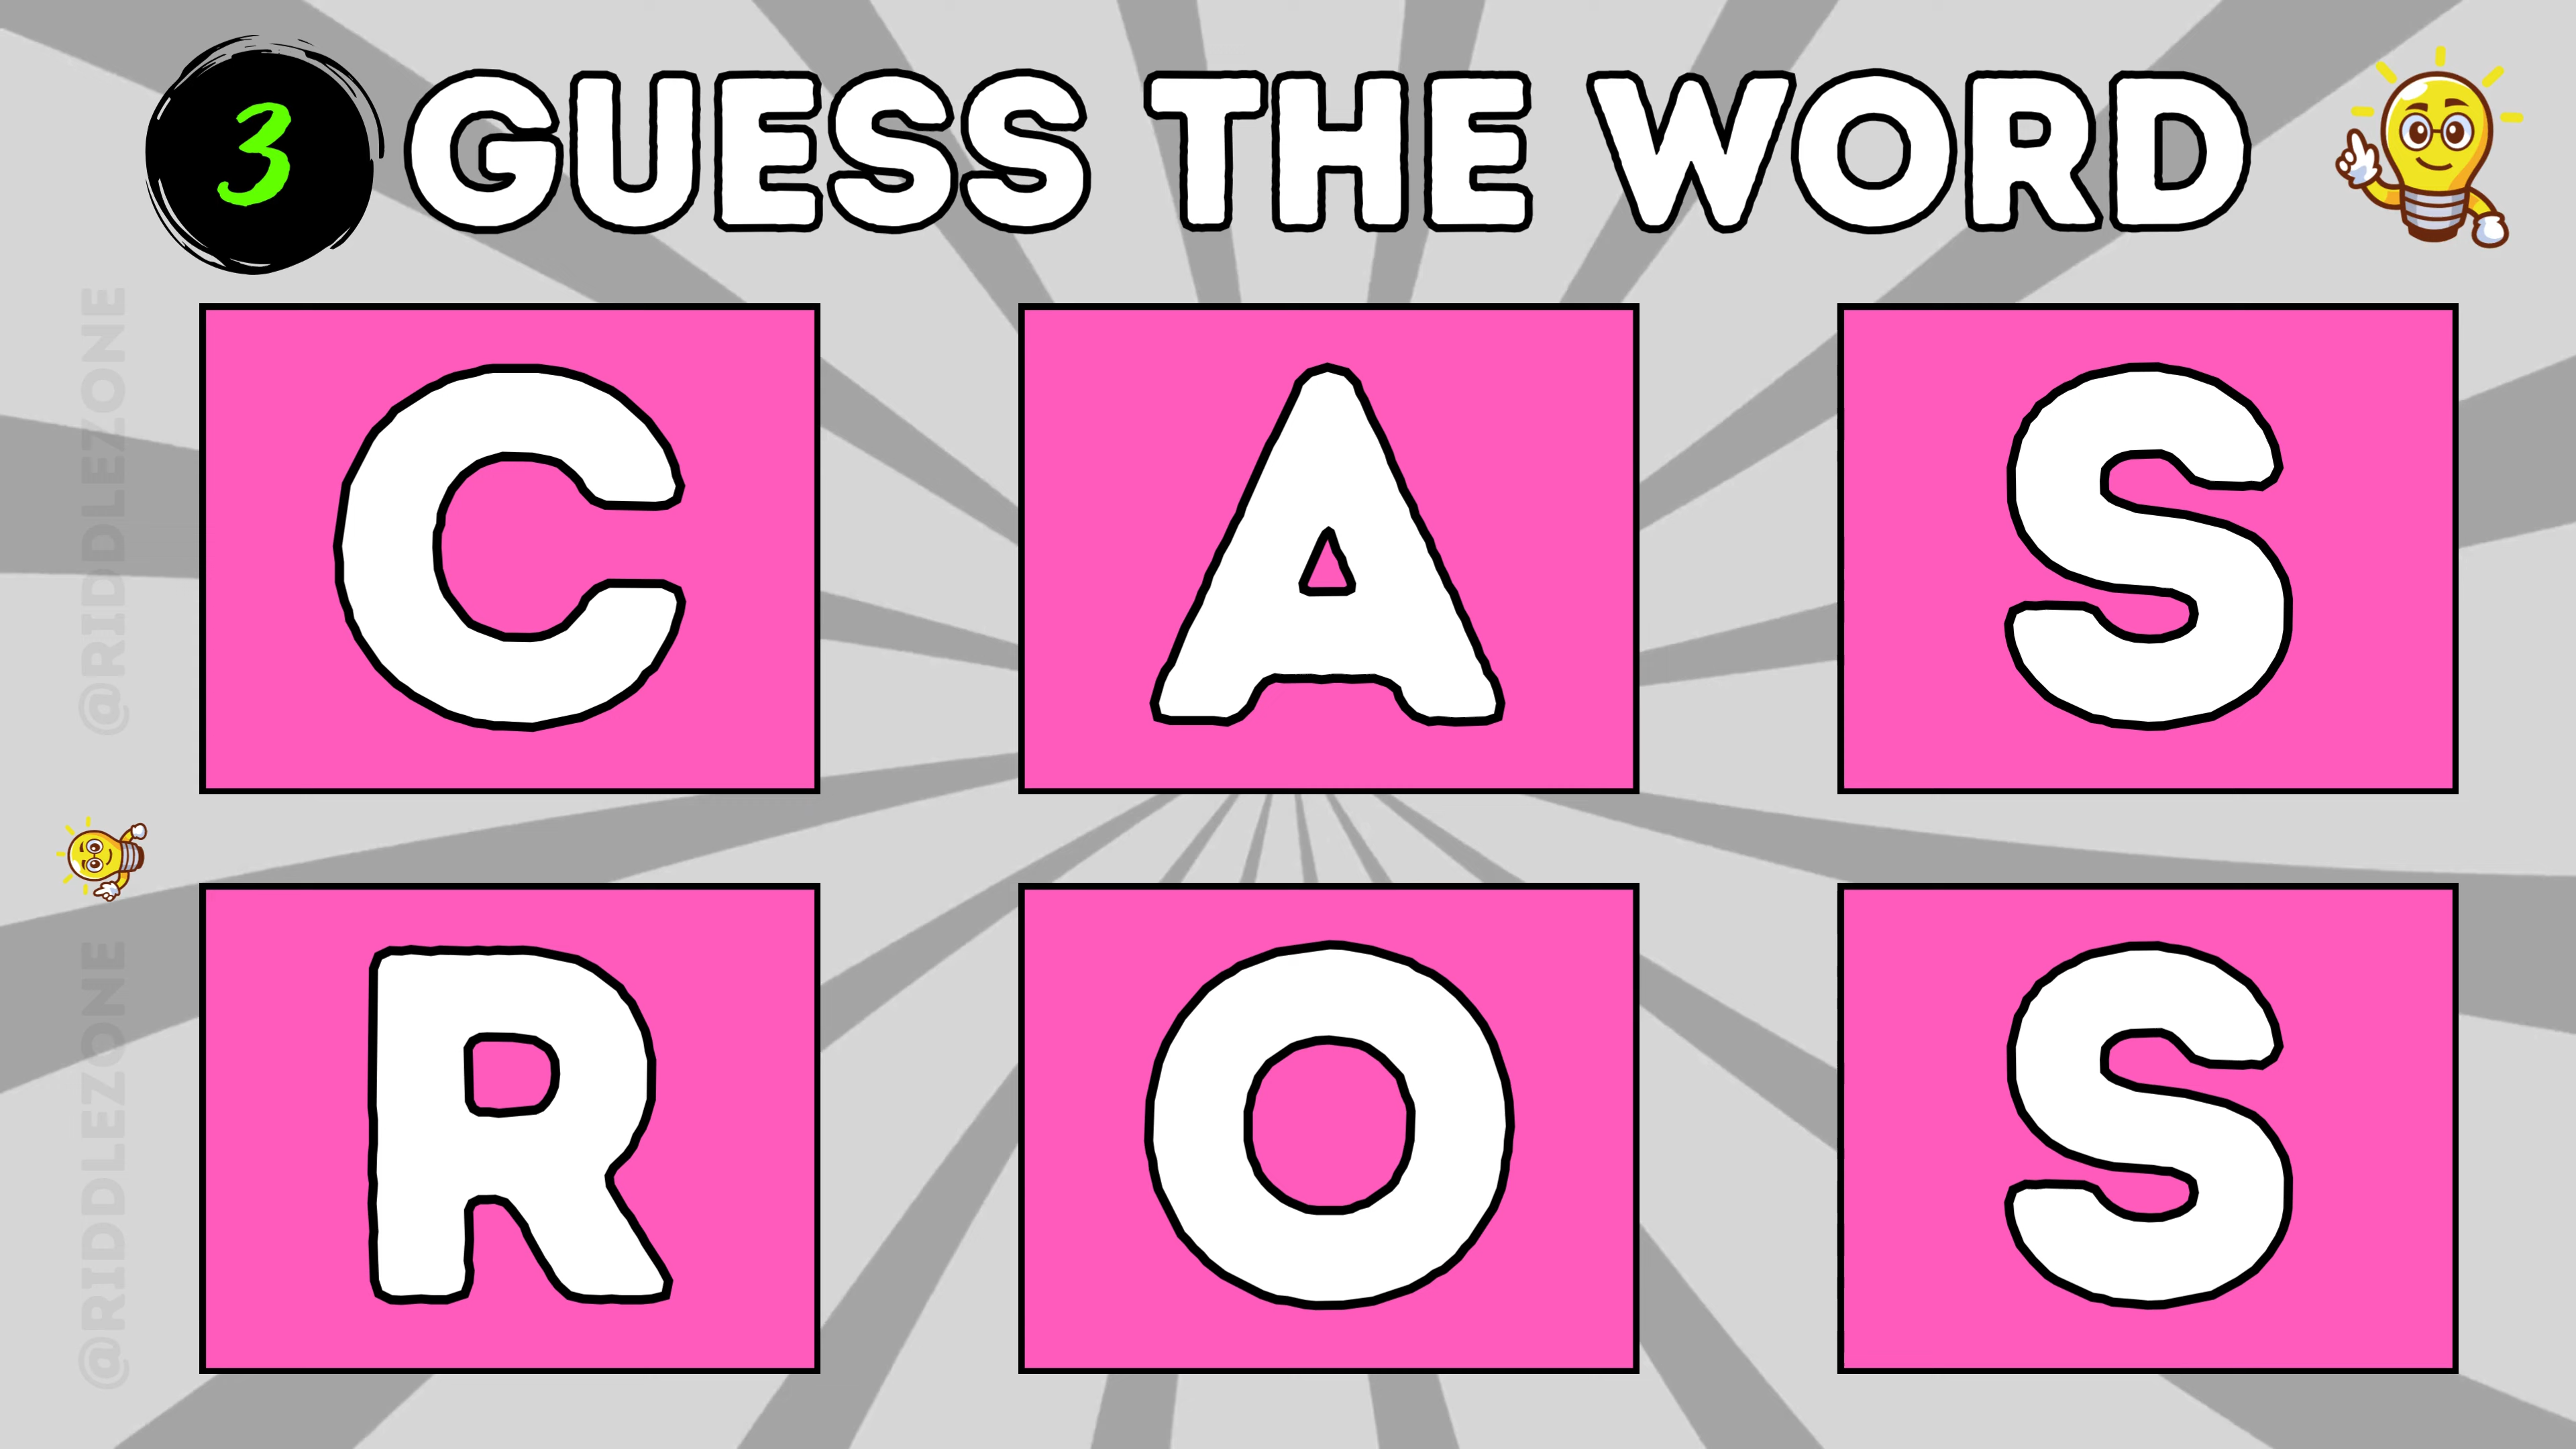 3 GUESS THE WORD
C A S
R O S
@RIDDLEZONE
@RIDDLEZONE